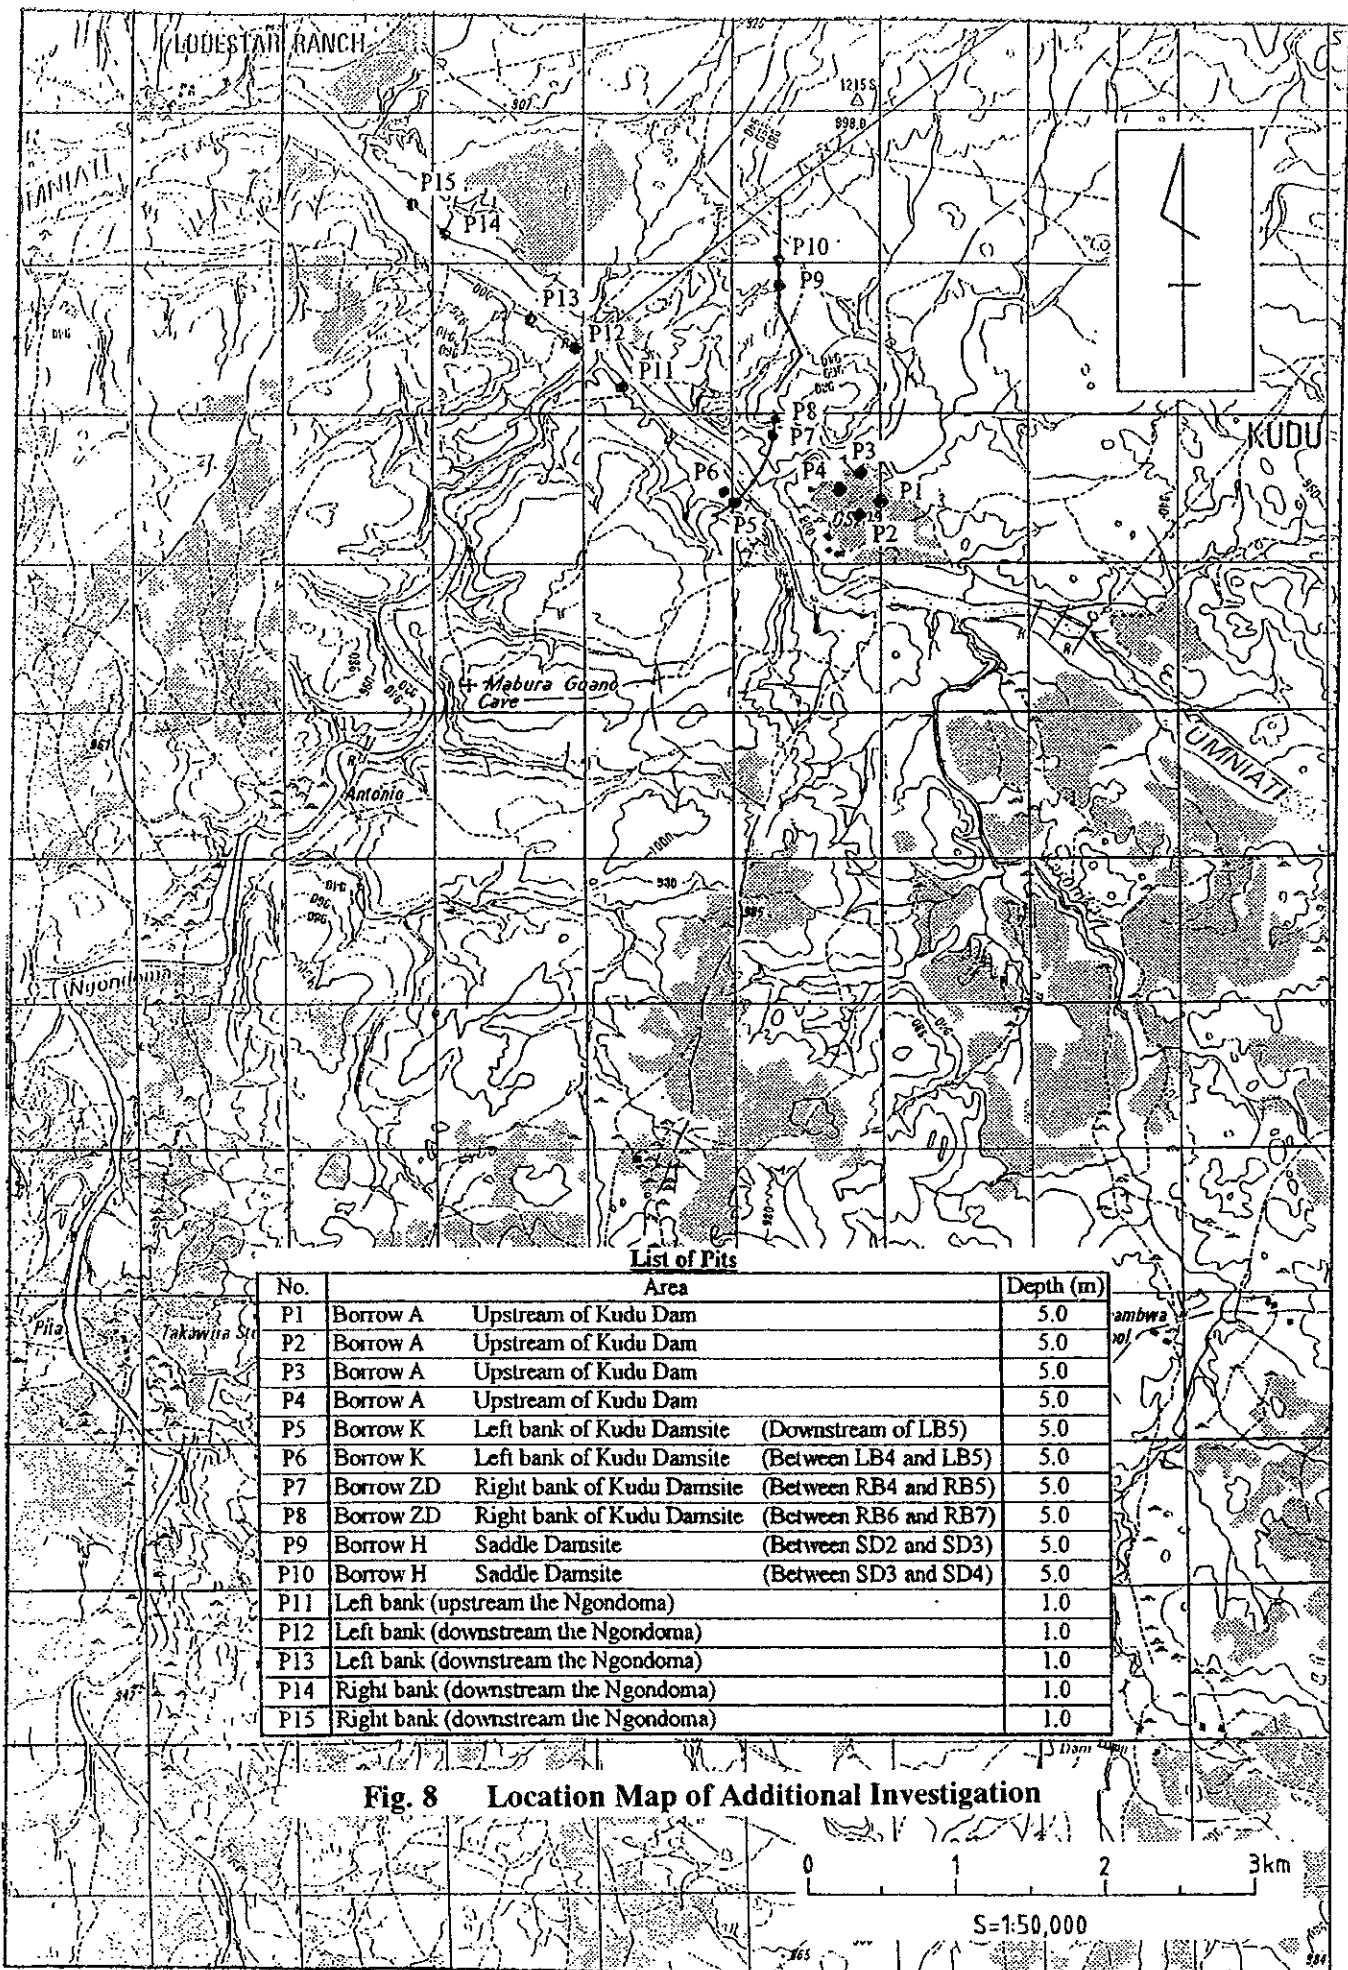 LODESTAR RANCH
907
1215 S
898.0
P15
P14
P10
P9
P13
P12
P11
P8
P7
KUDU
P3
P6
P4
P1
P5
P2
940
Mabura Guano
Cave
UMNIATI
Antonio
1000
930
985
List of Pits
No. Area Depth (m)
P1 Borrow A Upstream of Kudu Dam 5.0
P2 Borrow A Upstream of Kudu Dam 5.0
P3 Borrow A Upstream of Kudu Dam 5.0
P4 Borrow A Upstream of Kudu Dam 5.0
P5 Borrow K Left bank of Kudu Damsite (Downstream of LB5) 5.0
P6 Borrow K Left bank of Kudu Damsite (Between LB4 and LB5) 5.0
P7 Borrow ZD Right bank of Kudu Damsite (Between RB4 and RB5) 5.0
P8 Borrow ZD Right bank of Kudu Damsite (Between RB6 and RB7) 5.0
P9 Borrow H Saddle Damsite (Between SD2 and SD3) 5.0
P10 Borrow H Saddle Damsite (Between SD3 and SD4) 5.0
P11 Left bank (upstream the Ngondoma) 1.0
P12 Left bank (downstream the Ngondoma) 1.0
P13 Left bank (downstream the Ngondoma) 1.0
P14 Right bank (downstream the Ngondoma) 1.0
P15 Right bank (downstream the Ngondoma) 1.0
ambwa
ool
Pita
Takawira
Fig. 8 Location Map of Additional Investigation
0 1 2 3km
S=1:50,000